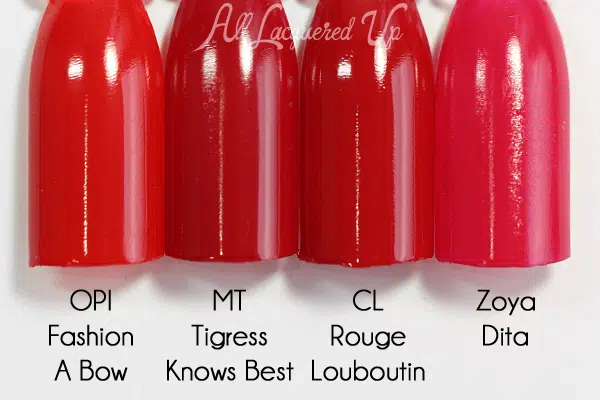 All Lacquered Up
OPI
Fashion
A Bow
MT
Tigress
Knows Best
CL
Rouge
Louboutin
Zoya
Dita